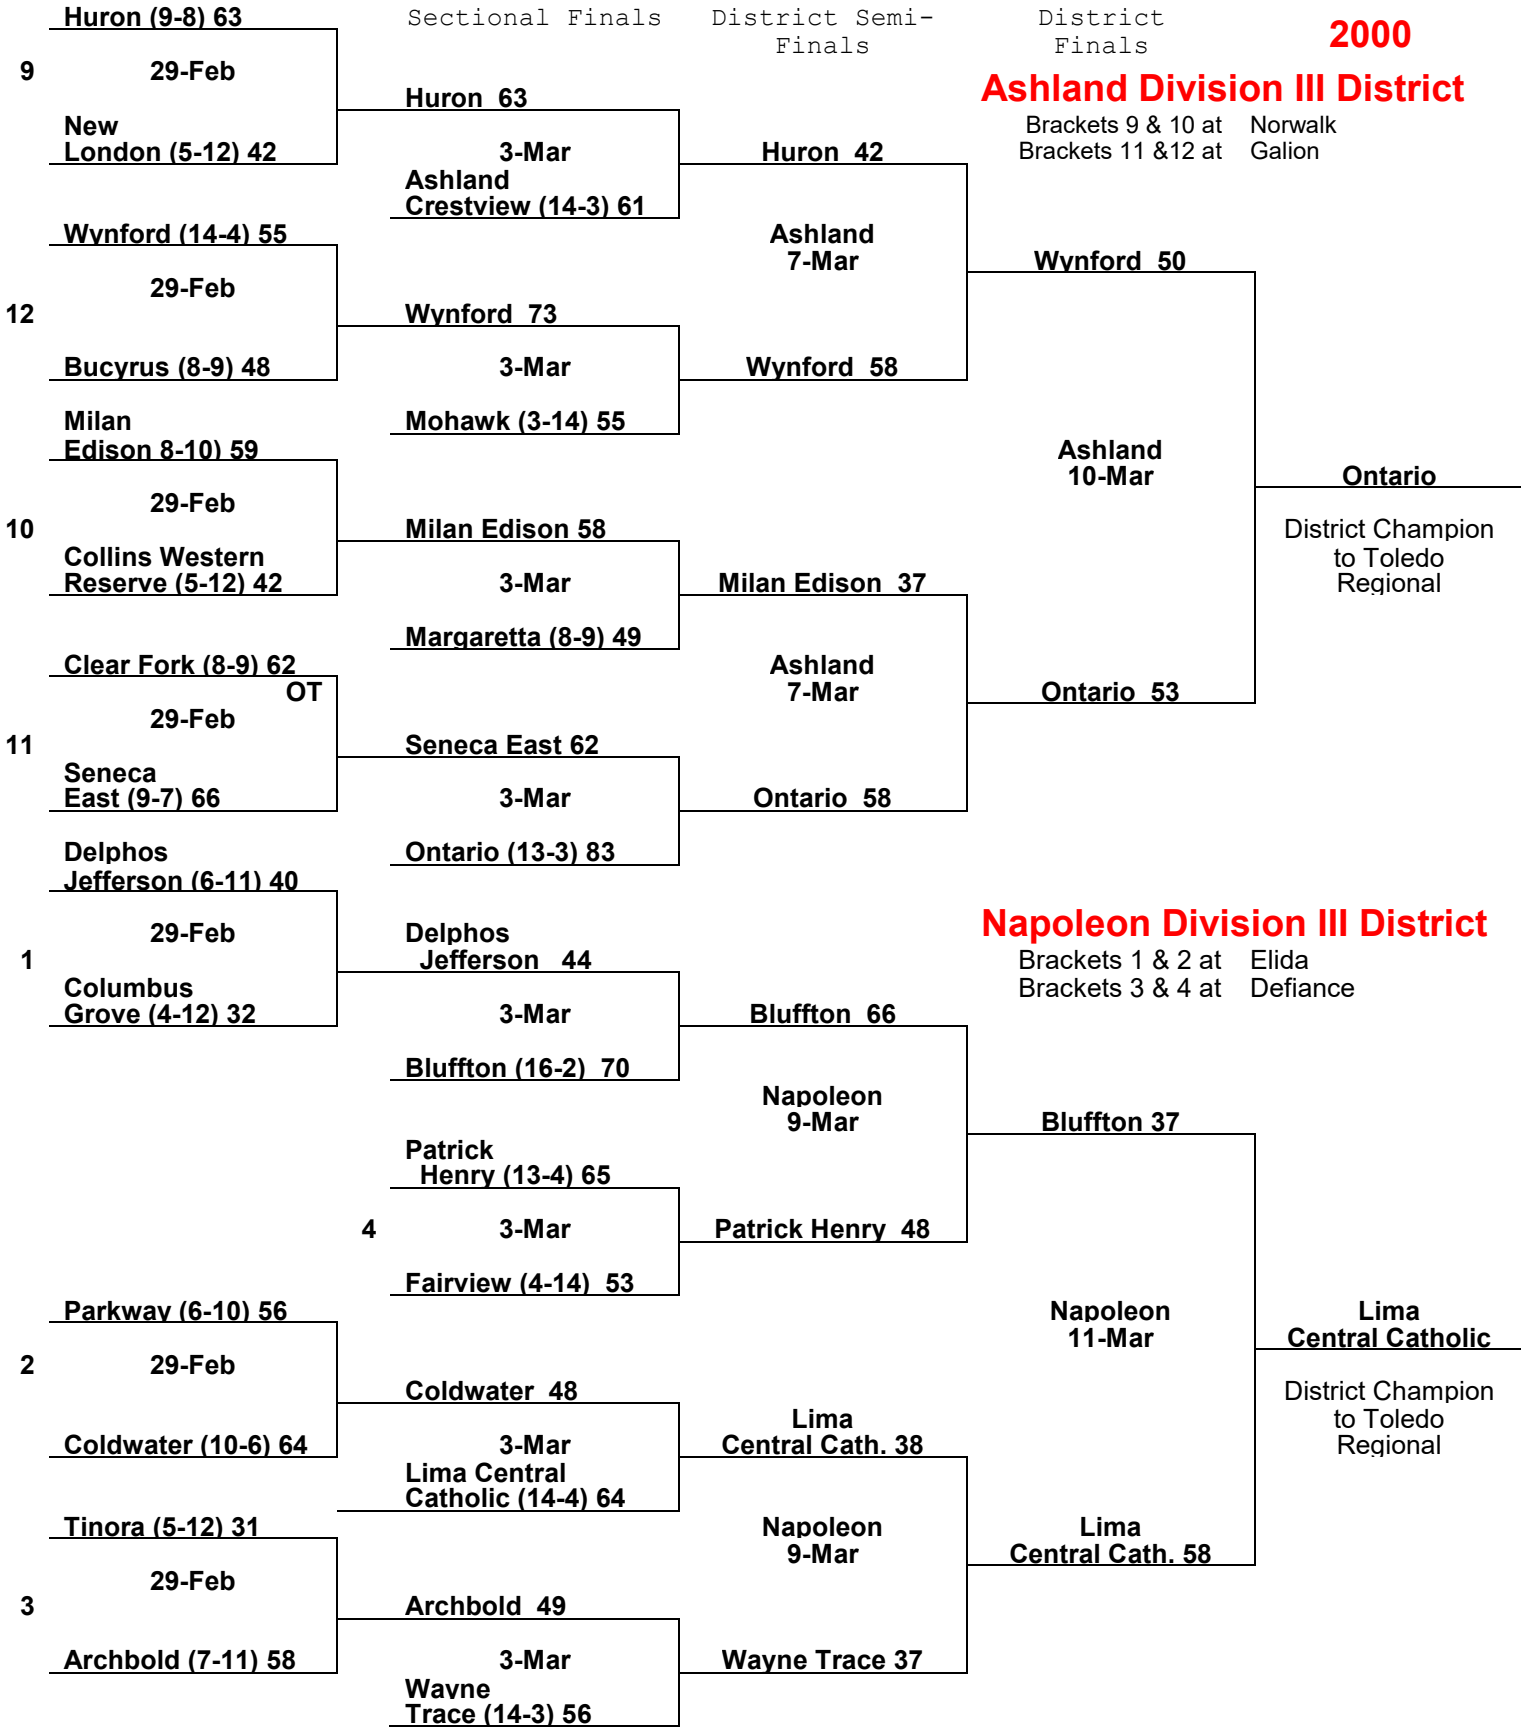 Huron (9-8) 63
Sectional Finals
District Semi-
Finals
District
Finals
2000
9
29-Feb
Huron  63
Ashland Division III District
New
London (5-12) 42
3-Mar
Huron  42
Brackets 9 & 10 at Norwalk
Brackets 11 &12 at Galion
Ashland
Crestview (14-3) 61
Wynford (14-4) 55
Ashland
7-Mar
Wynford  50
29-Feb
12
Wynford  73
Bucyrus (8-9) 48
3-Mar
Wynford  58
Milan
Edison 8-10) 59
Mohawk (3-14) 55
Ashland
10-Mar
Ontario
29-Feb
10
Milan Edison 58
District Champion
to Toledo
Regional
Collins Western
Reserve (5-12) 42
3-Mar
Milan Edison  37
Margaretta (8-9) 49
Clear Fork (8-9) 62
OT
Ashland
7-Mar
Ontario  53
29-Feb
11
Seneca East 62
Seneca
East (9-7) 66
3-Mar
Ontario  58
Delphos
Jefferson (6-11) 40
Ontario (13-3) 83
29-Feb
Delphos
Jefferson   44
Napoleon Division III District
1
Brackets 1 & 2 at Elida
Brackets 3 & 4 at Defiance
Columbus
Grove (4-12) 32
3-Mar
Bluffton  66
Bluffton (16-2)  70
Napoleon
9-Mar
Bluffton 37
Patrick
Henry (13-4) 65
4
3-Mar
Patrick Henry  48
Fairview (4-14)  53
Parkway (6-10) 56
Napoleon
11-Mar
Lima
Central Catholic
2
29-Feb
Coldwater  48
District Champion
to Toledo
Regional
Coldwater (10-6) 64
3-Mar
Lima
Central Cath. 38
Lima Central
Catholic (14-4) 64
Tinora (5-12) 31
Napoleon
9-Mar
Lima
Central Cath. 58
29-Feb
3
Archbold  49
Archbold (7-11) 58
3-Mar
Wayne Trace 37
Wayne
Trace (14-3) 56